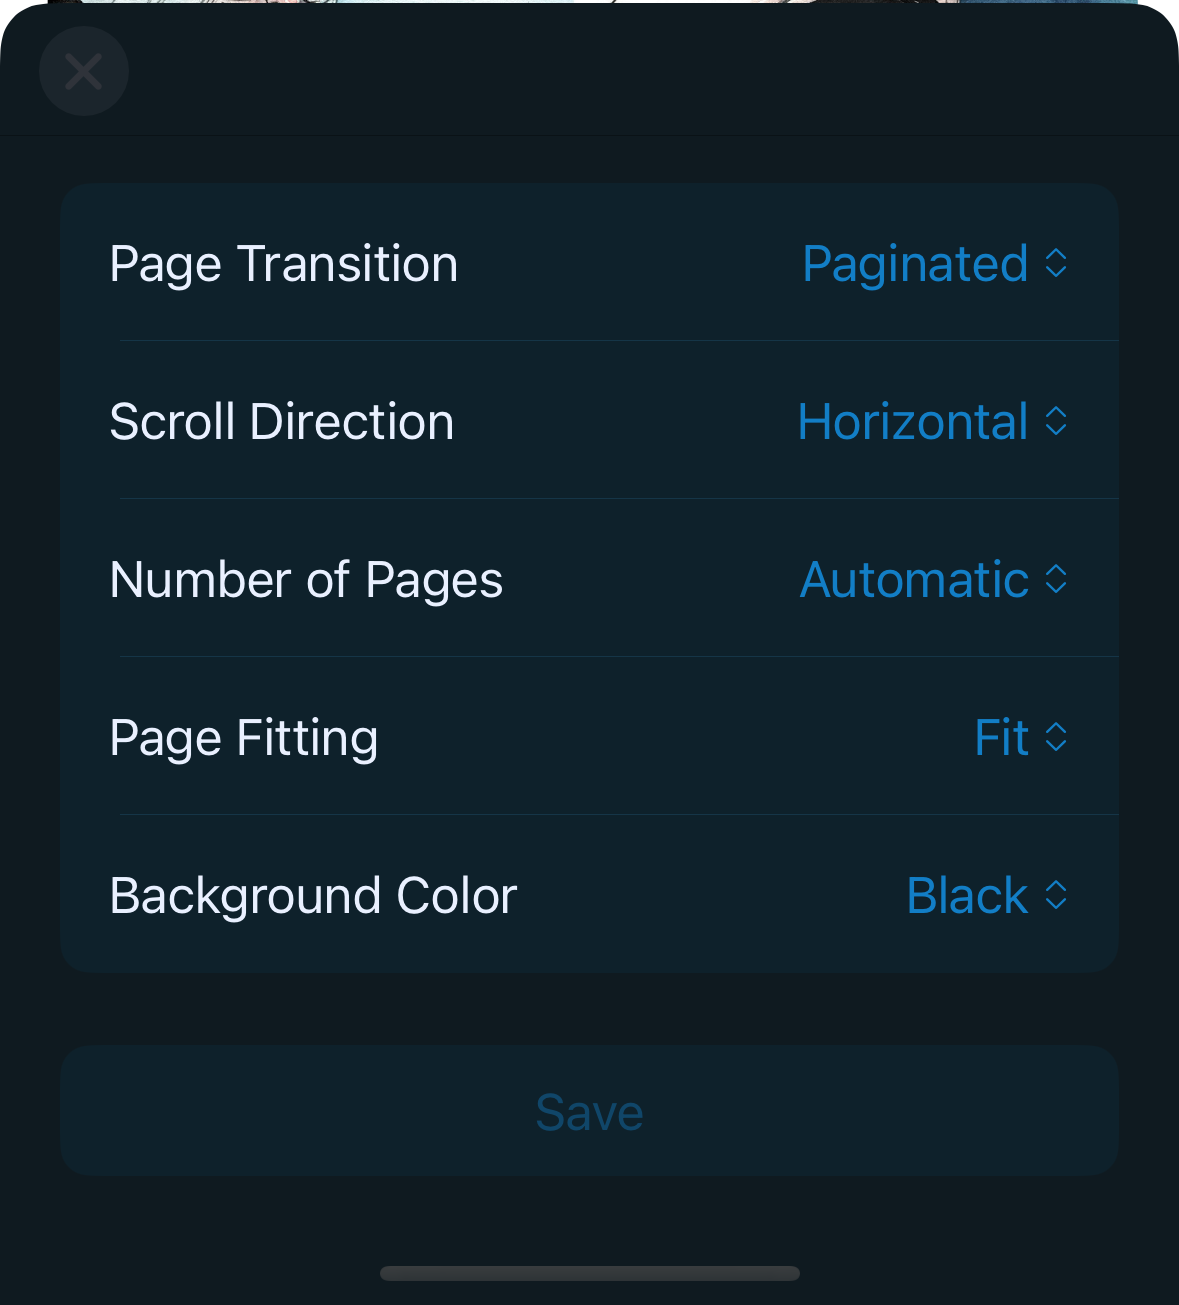 Page Transition Paginated
Scroll Direction Horizontal
Number of Pages Automatic
Page Fitting Fit
Background Color Black
Save